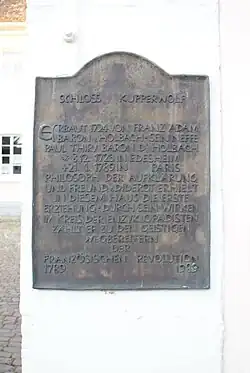 SCHLOSS KUPPERWOLF
ERBAUT 1724 VON FRANZ ADAM
BARON HOLBACH · SEIN NEFFE
PAUL THIRY BARON D. HOLBACH
* 8.12.1723 IN EDESHEIM
+ 21.1.1789 IN PARIS
PHILOSOPH DER AUFKLÄRUNG
UND FREUND DIDEROT ERHIELT
IN DIESEM HAUS DIE ERSTE
ERZIEHUNG · DURCH SEIN WIRKEN
IM KREIS DER ENZYKLOPÄDISTEN
ZÄHLT ER ZU DEN GEISTIGEN
WEGBEREITERN
DER
FRANZÖSISCHEN REVOLUTION
1789 1989